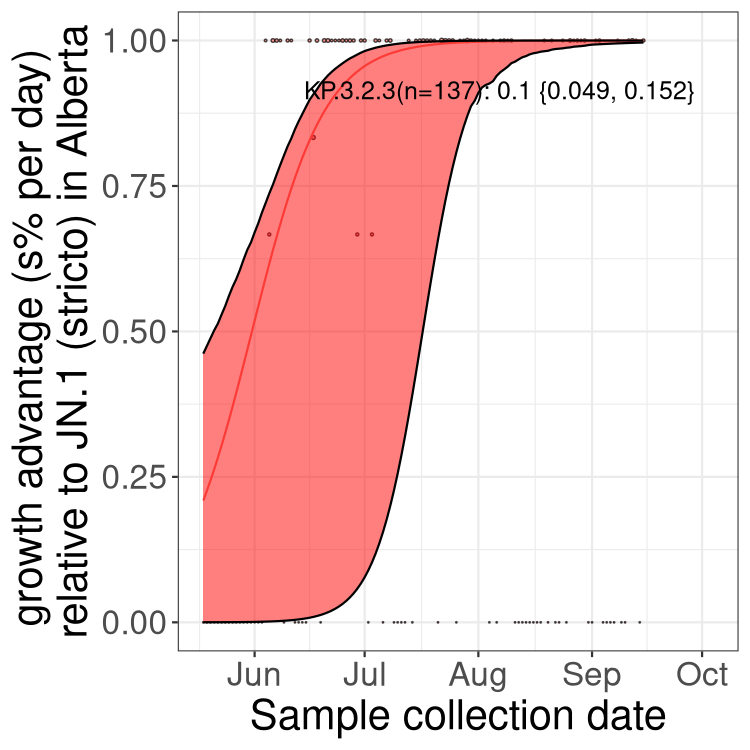 growth advantage (s% per day)
relative to JN.1 (stricto) in Alberta
1.00
0.75
0.50
0.25
0.00
KP.3.2.3(n=137): 0.1 {0.049, 0.152}
Jun Jul Aug Sep Oct
Sample collection date